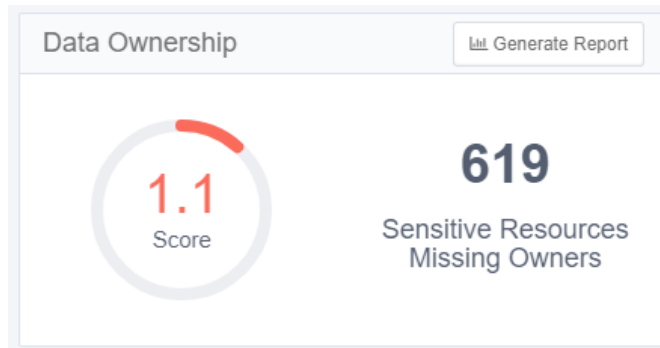 Data Ownership
Generate Report
1.1
Score
619
Sensitive Resources
Missing Owners